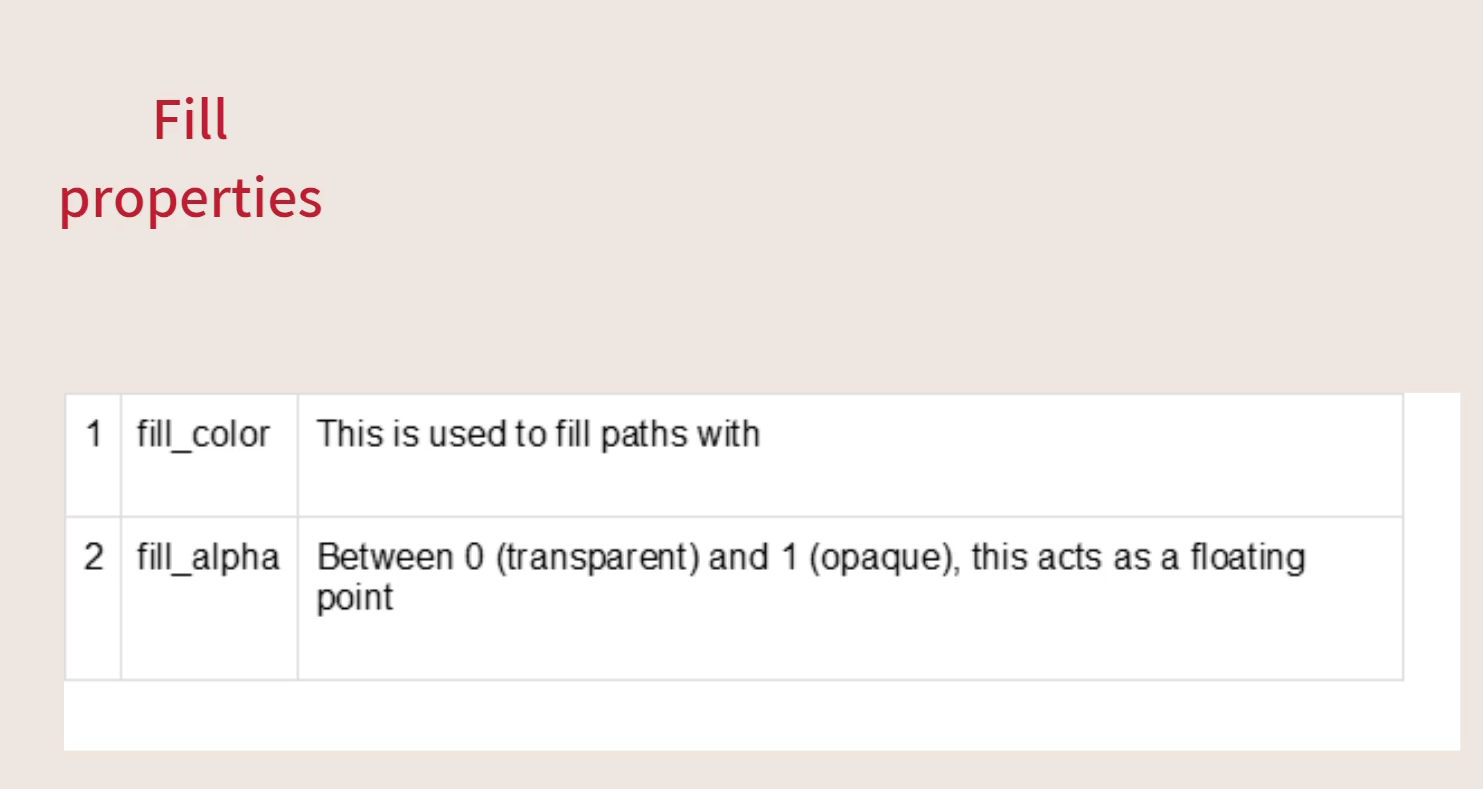 Fill
properties
1 fill_color This is used to fill paths with
2 fill_alpha Between 0 (transparent) and 1 (opaque), this acts as a floating
point